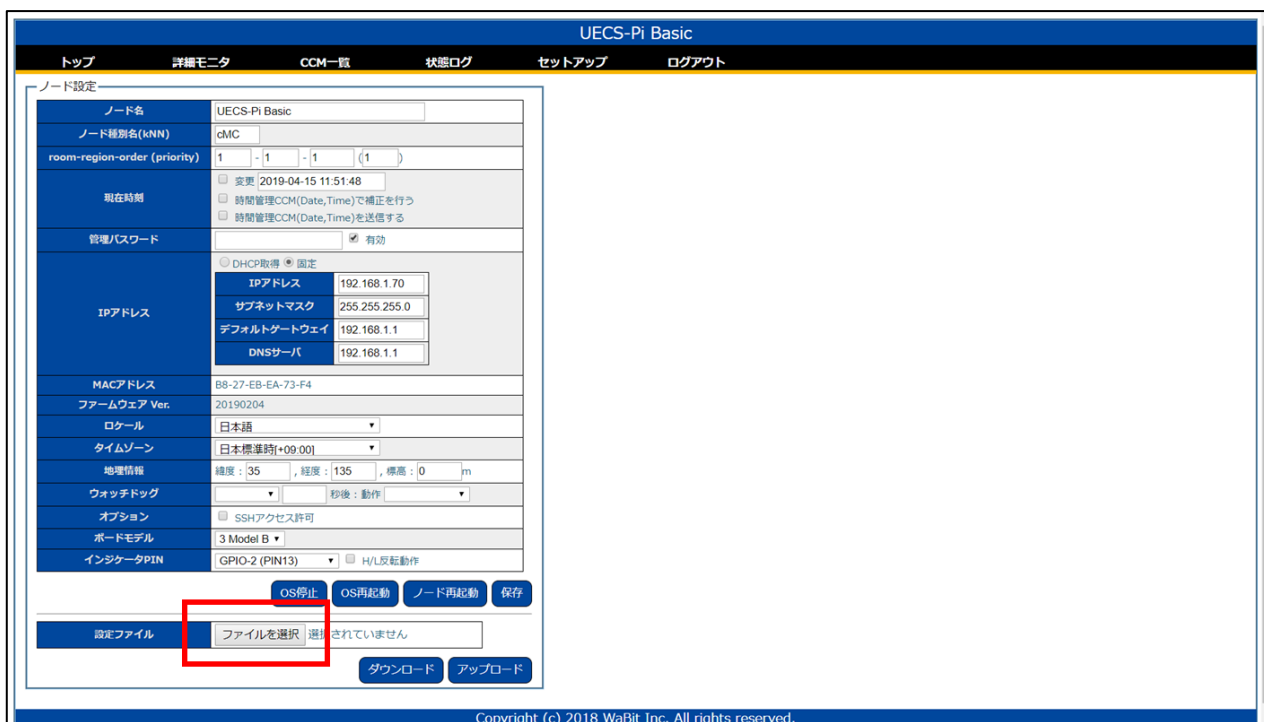 UECS-Pi Basic
トップ 詳細モニタ CCM一覧 状態ログ セットアップ ログアウト
ノード設定
ノード名 UECS-Pi Basic
ノード種別名(kNN) cMC
room-region-order (priority) 1 - 1 - 1 (1)
現在時刻
変更 2019-04-15 11:51:48
時間管理CCM(Date,Time)で補正を行う
時間管理CCM(Date,Time)を送信する
管理パスワード 有効
IPアドレス
DHCP取得 固定
IPアドレス 192.168.1.70
サブネットマスク 255.255.255.0
デフォルトゲートウェイ 192.168.1.1
DNSサーバ 192.168.1.1
MACアドレス B8-27-EB-EA-73-F4
ファームウェア Ver. 20190204
ロケール 日本語
タイムゾーン 日本標準時[+09:00]
地理情報 緯度：35 , 経度：135 , 標高：0 m
ウォッチドッグ 秒後：動作
オプション SSHアクセス許可
ボードモデル 3 Model B
インジケータPIN GPIO-2 (PIN13) H/L反転動作
OS停止 OS再起動 ノード再起動 保存
設定ファイル ファイルを選択 選択されていません
ダウンロード アップロード
Copyright (c) 2018 WaBit Inc. All rights reserved.